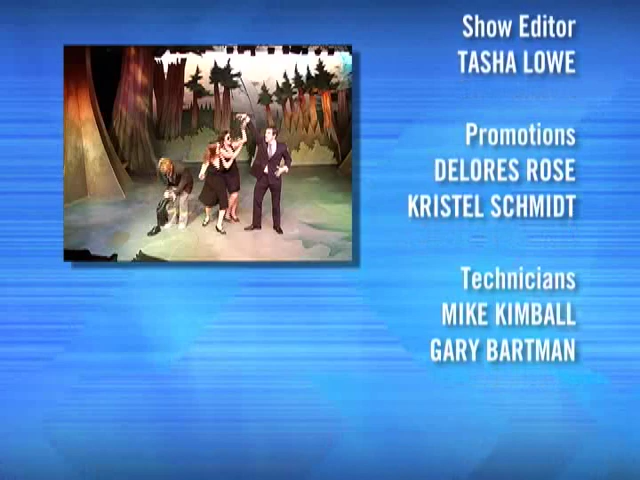 Show Editor
TASHA LOWE
Promotions
DELORES ROSE
KRISTEL SCHMIDT
Technicians
MIKE KIMBALL
GARY BARTMAN